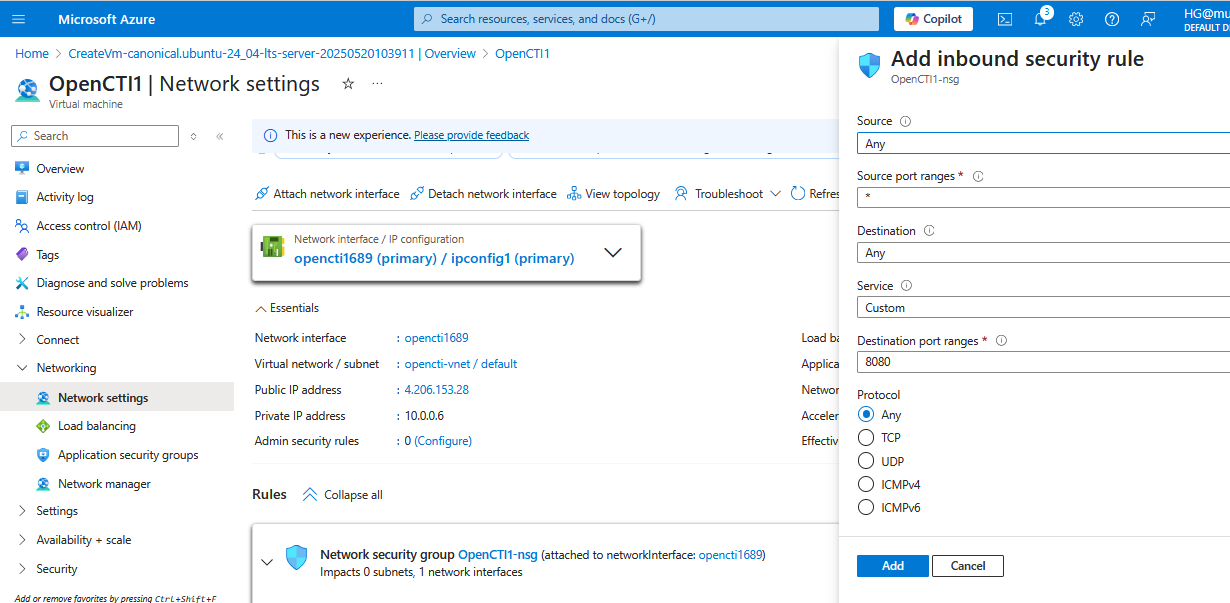 Microsoft Azure
Search resources, services, and docs (G+/)
Copilot
3
HG@mu
DEFAULT D
Home > CreateVm-canonical.ubuntu-24_04-lts-server-20250520103911 | Overview > OpenCTI1
OpenCTI1 | Network settings
Virtual machine
Search
Overview
Activity log
Access control (IAM)
Tags
Diagnose and solve problems
Resource visualizer
Connect
Networking
Network settings
Load balancing
Application security groups
Network manager
Settings
Availability + scale
Security
Add or remove favorites by pressing Ctrl+Shift+F
This is a new experience. Please provide feedback
Attach network interface
Detach network interface
View topology
Troubleshoot
Refres
Network interface / IP configuration
opencti1689 (primary) / ipconfig1 (primary)
Essentials
Network interface : opencti1689
Virtual network / subnet : opencti-vnet / default
Public IP address : 4.206.153.28
Private IP address : 10.0.0.6
Admin security rules : 0 (Configure)
Load ba
Applica
Networ
Acceler
Effectiv
Rules
Collapse all
Network security group OpenCTI1-nsg (attached to networkInterface: opencti1689)
Impacts 0 subnets, 1 network interfaces
Add inbound security rule
OpenCTI1-nsg
Source
Any
Source port ranges *
*
Destination
Any
Service
Custom
Destination port ranges *
8080
Protocol
Any
TCP
UDP
ICMPv4
ICMPv6
Add
Cancel